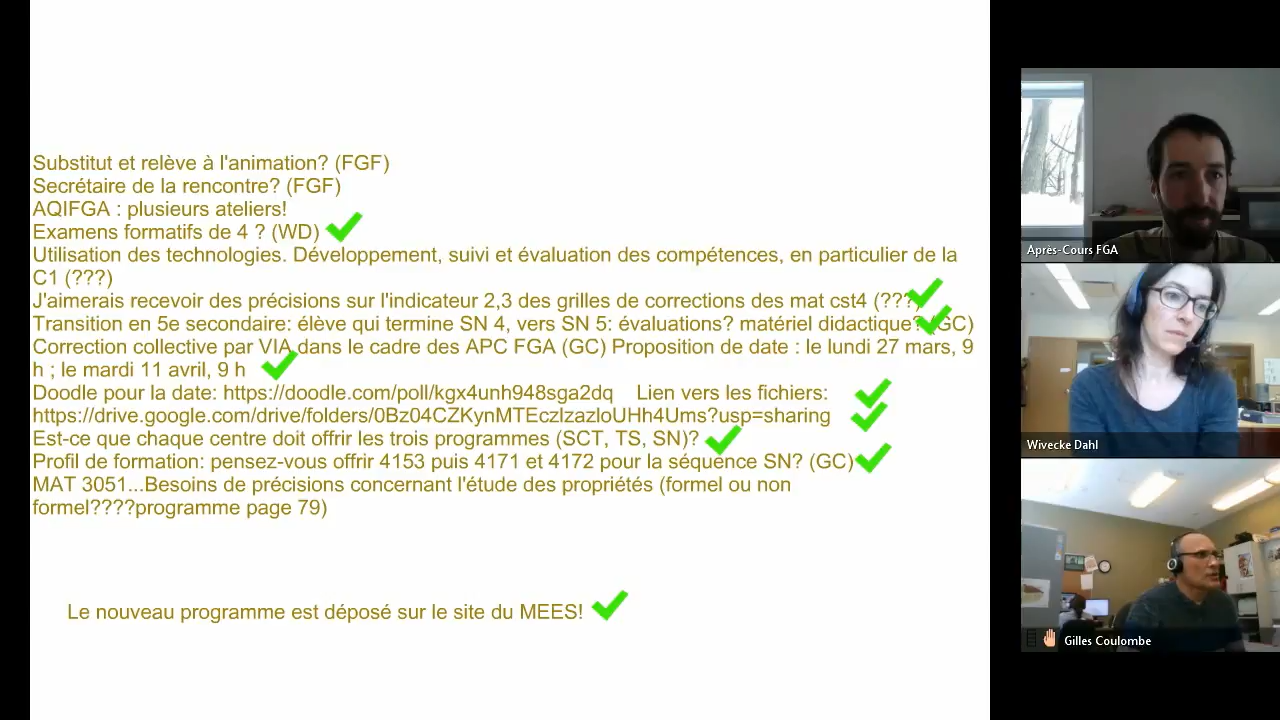 Substitut et relève à l'animation? (FGF)
Secrétaire de la rencontre? (FGF)
AQIFGA : plusieurs ateliers!
Examens formatifs de 4 ? (WD)
Utilisation des technologies. Développement, suivi et évaluation des compétences, en particulier de la
C1 (???)
J'aimerais recevoir des précisions sur l'indicateur 2,3 des grilles de corrections des mat cst4 (???)
Transition en 5e secondaire: élève qui termine SN 4, vers SN 5: évaluations? matériel didactique? (GC)
Correction collective par VIA dans le cadre des APC FGA (GC) Proposition de date : le lundi 27 mars, 9
h ; le mardi 11 avril, 9 h
Doodle pour la date: https://doodle.com/poll/kgx4unh948sga2dq    Lien vers les fichiers:
https://drive.google.com/drive/folders/0Bz04CZKynMTEczIzazloUHh4Ums?usp=sharing
Est-ce que chaque centre doit offrir les trois programmes (SCT, TS, SN)?
Profil de formation: pensez-vous offrir 4153 puis 4171 et 4172 pour la séquence SN? (GC)
MAT 3051...Besoins de précisions concernant l'étude des propriétés (formel ou non
formel????programme page 79)
Le nouveau programme est déposé sur le site du MEES!
Après-Cours FGA
Wivecke Dahl
Gilles Coulombe